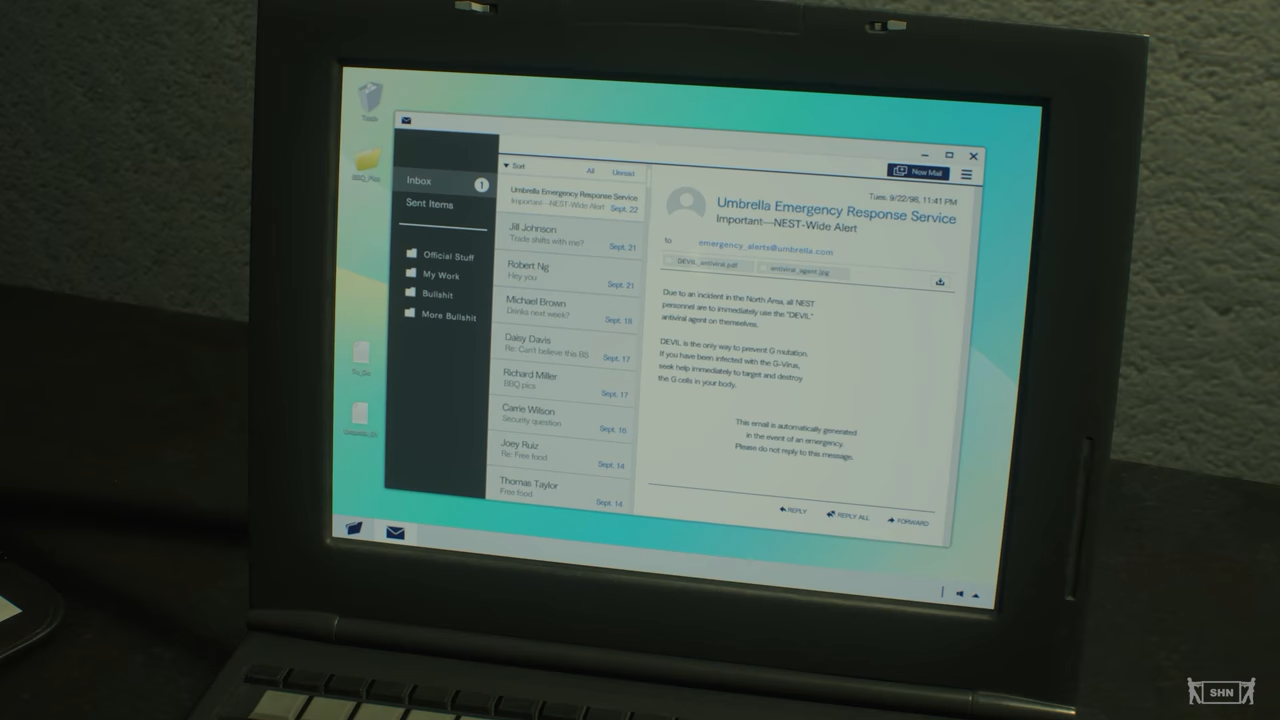 Trash
BBQ_Pics
Inbox
1
Sent Items
Official Stuff
My Work
Bullshit
More Bullshit
Sort
All
Unread
Umbrella Emergency Response Service
Important—NEST-Wide Alert
Sept. 22
Jill Johnson
Trade shifts with me?
Sept. 21
Robert Ng
Hey you
Sept. 21
Michael Brown
Drinks next week?
Sept. 18
Daisy Davis
Re: Can't believe this BS
Sept. 17
Richard Miller
BBQ pics
Sept. 17
Carrie Wilson
Security question
Sept. 16
Joey Ruiz
Re: Free food
Sept. 14
Thomas Taylor
Free food
Sept. 14
New Mail
Tues, 9/22/98, 11:41 PM
Umbrella Emergency Response Service
Important—NEST-Wide Alert
to emergency_alerts@umbrella.com
DEVIL_antiviral.pdf
antiviral_agent.jpg
Due to an incident in the North Area, all NEST
personnel are to immediately use the "DEVIL"
antiviral agent on themselves.
DEVIL is the only way to prevent G mutation.
If you have been infected with the G-Virus,
seek help immediately to target and destroy
the G cells in your body.
This email is automatically generated
in the event of an emergency.
Please do not reply to this message.
REPLY
REPLY ALL
FORWARD
SHN